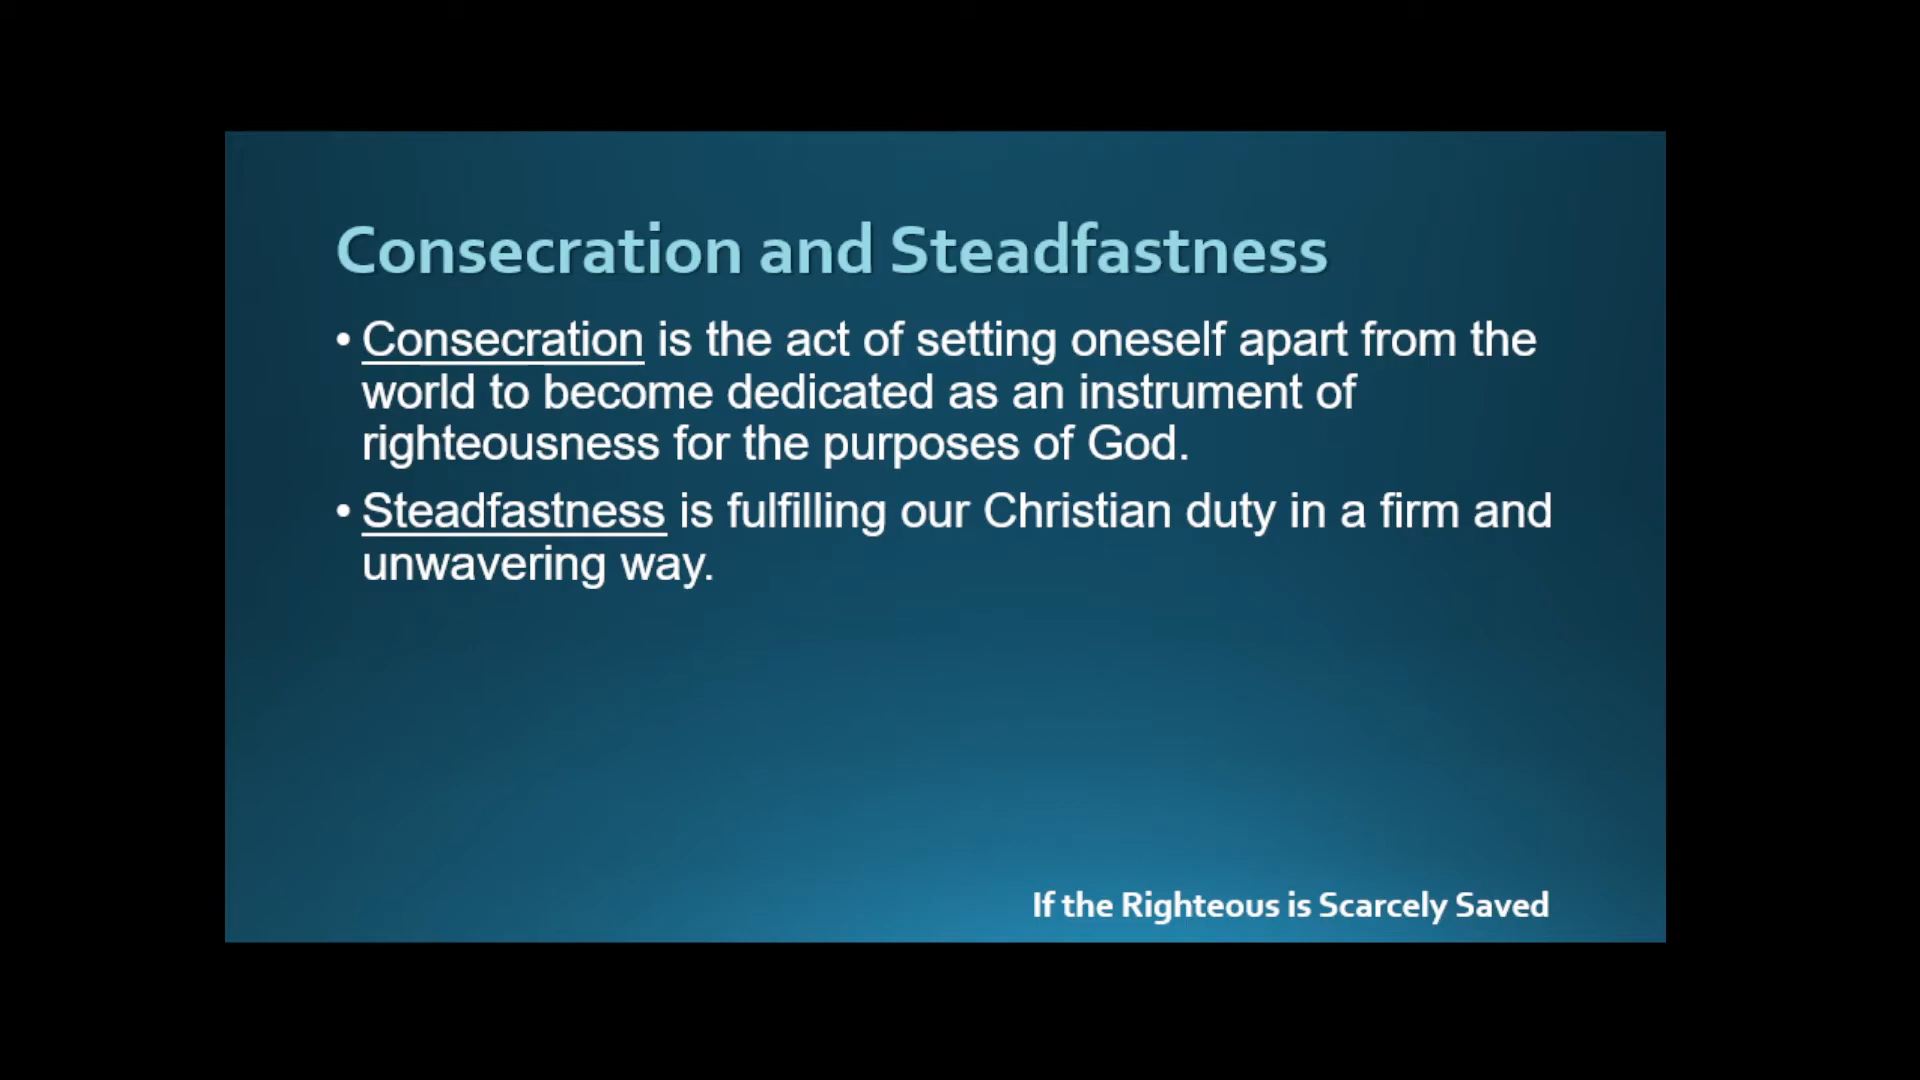 Consecration and Steadfastness
• Consecration is the act of setting oneself apart from the
world to become dedicated as an instrument of
righteousness for the purposes of God.
• Steadfastness is fulfilling our Christian duty in a firm and
unwavering way.
If the Righteous is Scarcely Saved